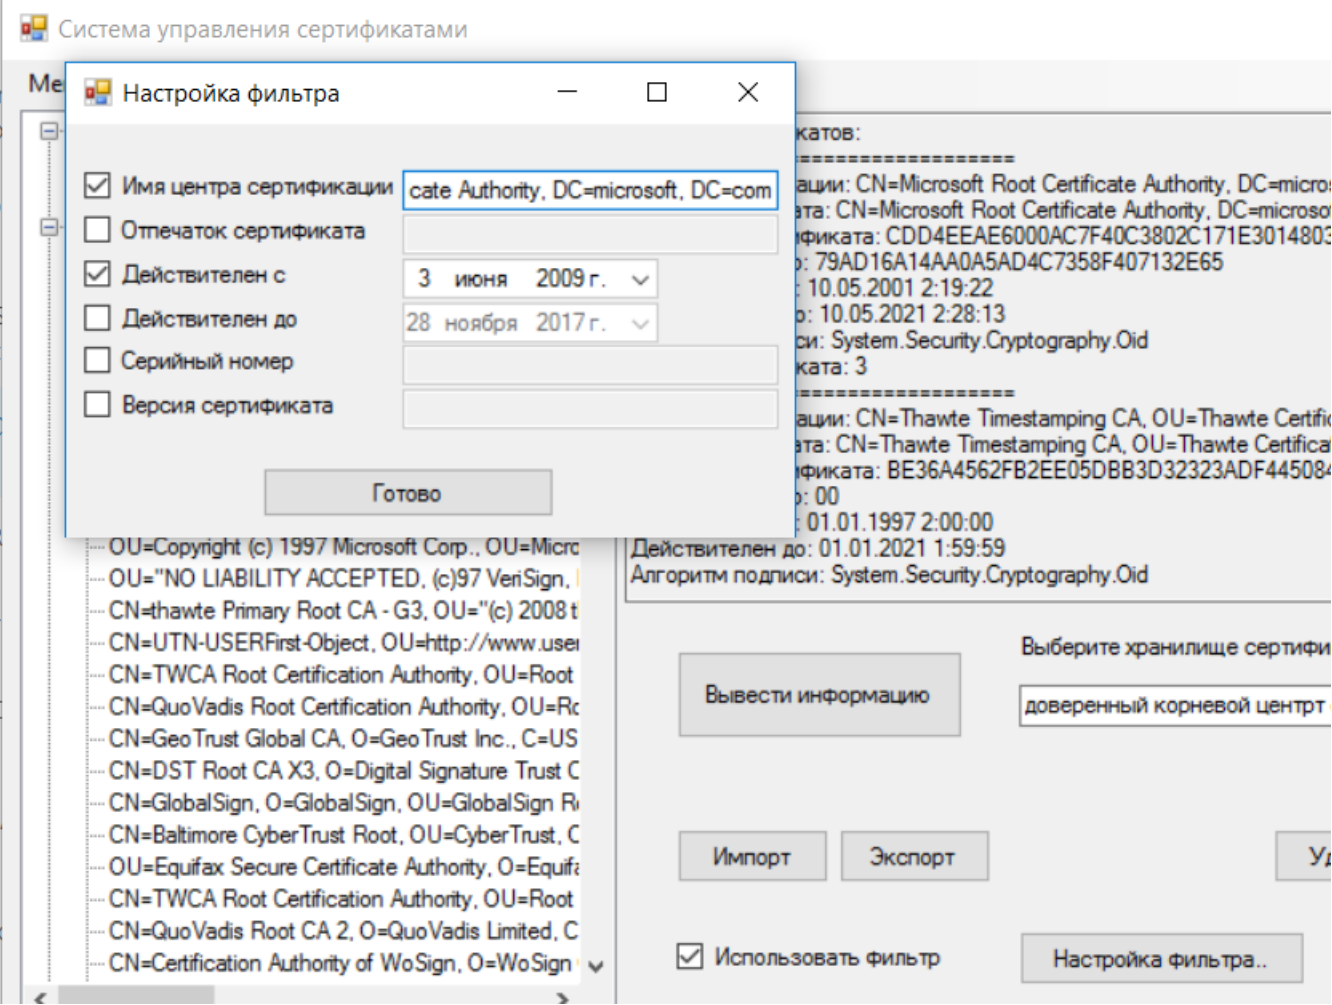 Система управления сертификатами
Настройка фильтра
Имя центра сертификации
cate Authority, DC=microsoft, DC=com
Отпечаток сертификата
Действителен с
3 июня 2009 г.
Действителен до
28 ноября 2017 г.
Серийный номер
Версия сертификата
Готово
катов:
===================
ации: CN=Microsoft Root Certificate Authority, DC=micros
ата: CN=Microsoft Root Certificate Authority, DC=microsof
ификата: CDD4EEAE6000AC7F40C3802C171E3014803
о: 79AD16A14AA0A5AD4C7358F407132E65
: 10.05.2001 2:19:22
о: 10.05.2021 2:28:13
си: System.Security.Cryptography.Oid
ката: 3
===================
ации: CN=Thawte Timestamping CA, OU=Thawte Certific
ата: CN=Thawte Timestamping CA, OU=Thawte Certifica
ификата: BE36A4562FB2EE05DBB3D32323ADF445084
о: 00
: 01.01.1997 2:00:00
Действителен до: 01.01.2021 1:59:59
Алгоритм подписи: System.Security.Cryptography.Oid
OU=Copyright (c) 1997 Microsoft Corp., OU=Micro
OU="NO LIABILITY ACCEPTED, (c)97 VeriSign,
CN=thawte Primary Root CA - G3, OU="(c) 2008 t
CN=UTN-USERFirst-Object, OU=http://www.user
CN=TWCA Root Certification Authority, OU=Root
CN=QuoVadis Root Certification Authority, OU=Ro
CN=GeoTrust Global CA, O=GeoTrust Inc., C=US
CN=DST Root CA X3, O=Digital Signature Trust C
CN=GlobalSign, O=GlobalSign, OU=GlobalSign R
CN=Baltimore CyberTrust Root, OU=CyberTrust, C
OU=Equifax Secure Certificate Authority, O=Equifa
CN=TWCA Root Certification Authority, OU=Root
CN=QuoVadis Root CA 2, O=QuoVadis Limited, C
CN=Certification Authority of WoSign, O=WoSign
Вывести информацию
Выберите хранилище сертифи
доверенный корневой центрт
Импорт
Экспорт
Уд
Использовать фильтр
Настройка фильтра..